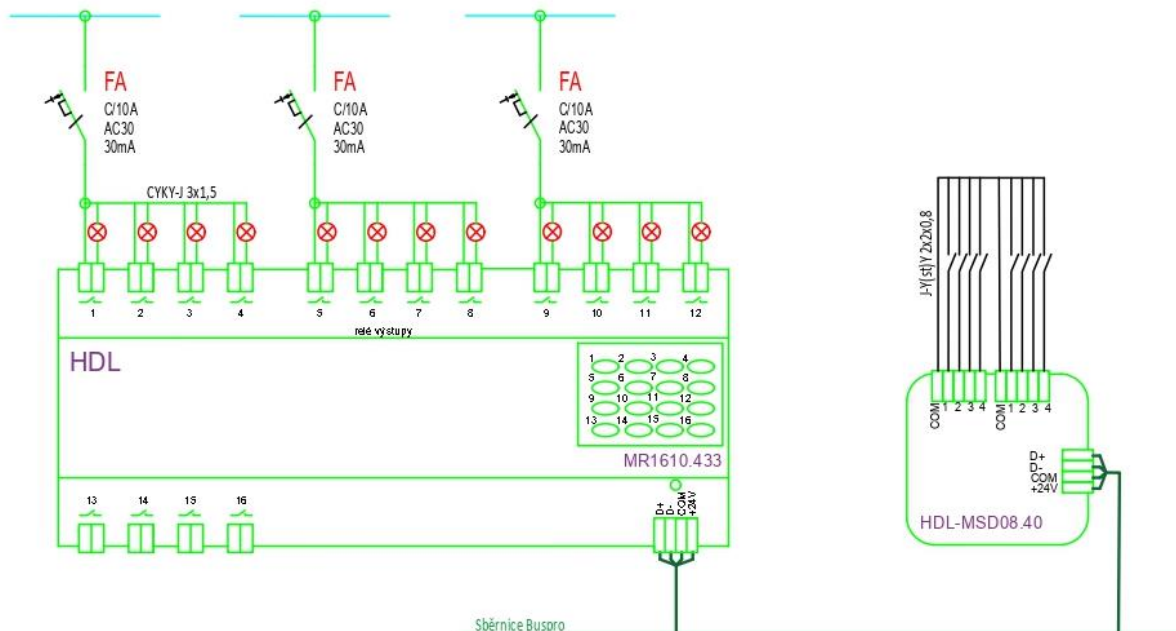 FA
C/10A
AC30
30mA
FA
C/10A
AC30
30mA
FA
C/10A
AC30
30mA
CYKY-J 3x1,5
1 2 3 4 5 6 7 8 9 10 11 12
relé výstupy
HDL
1 2 3 4
5 6 7 8
9 10 11 12
13 14 15 16
MR1610.433
13 14 15 16
D+
D-
COM
+24V
J-Y(st)Y 2x2x0,8
COM 1 2 3 4 COM 1 2 3 4
D+
D-
COM
+24V
HDL-MSD08.40
Sběrnice Buspro